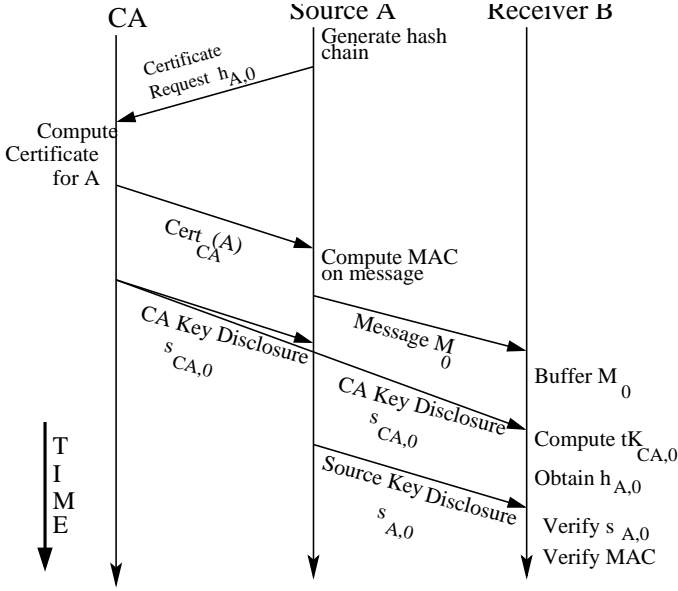 CA
Source A
Receiver B
Generate hash
chain
Certificate
Request h A,0
Compute
Certificate
for A
Cert CA (A)
Compute MAC
on message
CA Key Disclosure
s CA,0
Message M 0
Buffer M 0
CA Key Disclosure
s CA,0
Compute tK CA,0
Obtain h A,0
Source Key Disclosure
s A,0
Verify s A,0
Verify MAC
T
I
M
E